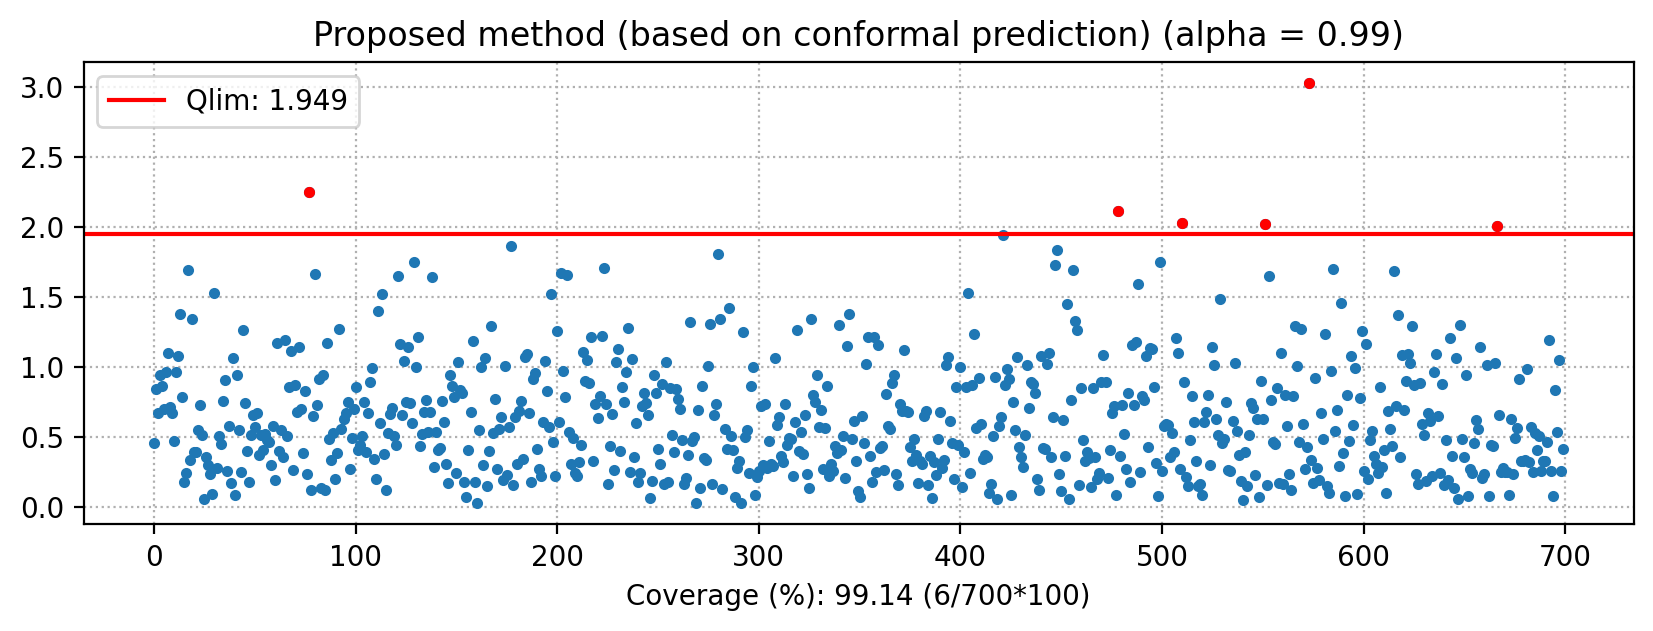 Proposed method (based on conformal prediction) (alpha = 0.99)
Qlim: 1.949
3.0
2.5
2.0
1.5
1.0
0.5
0.0
0 100 200 300 400 500 600 700
Coverage (%): 99.14 (6/700*100)